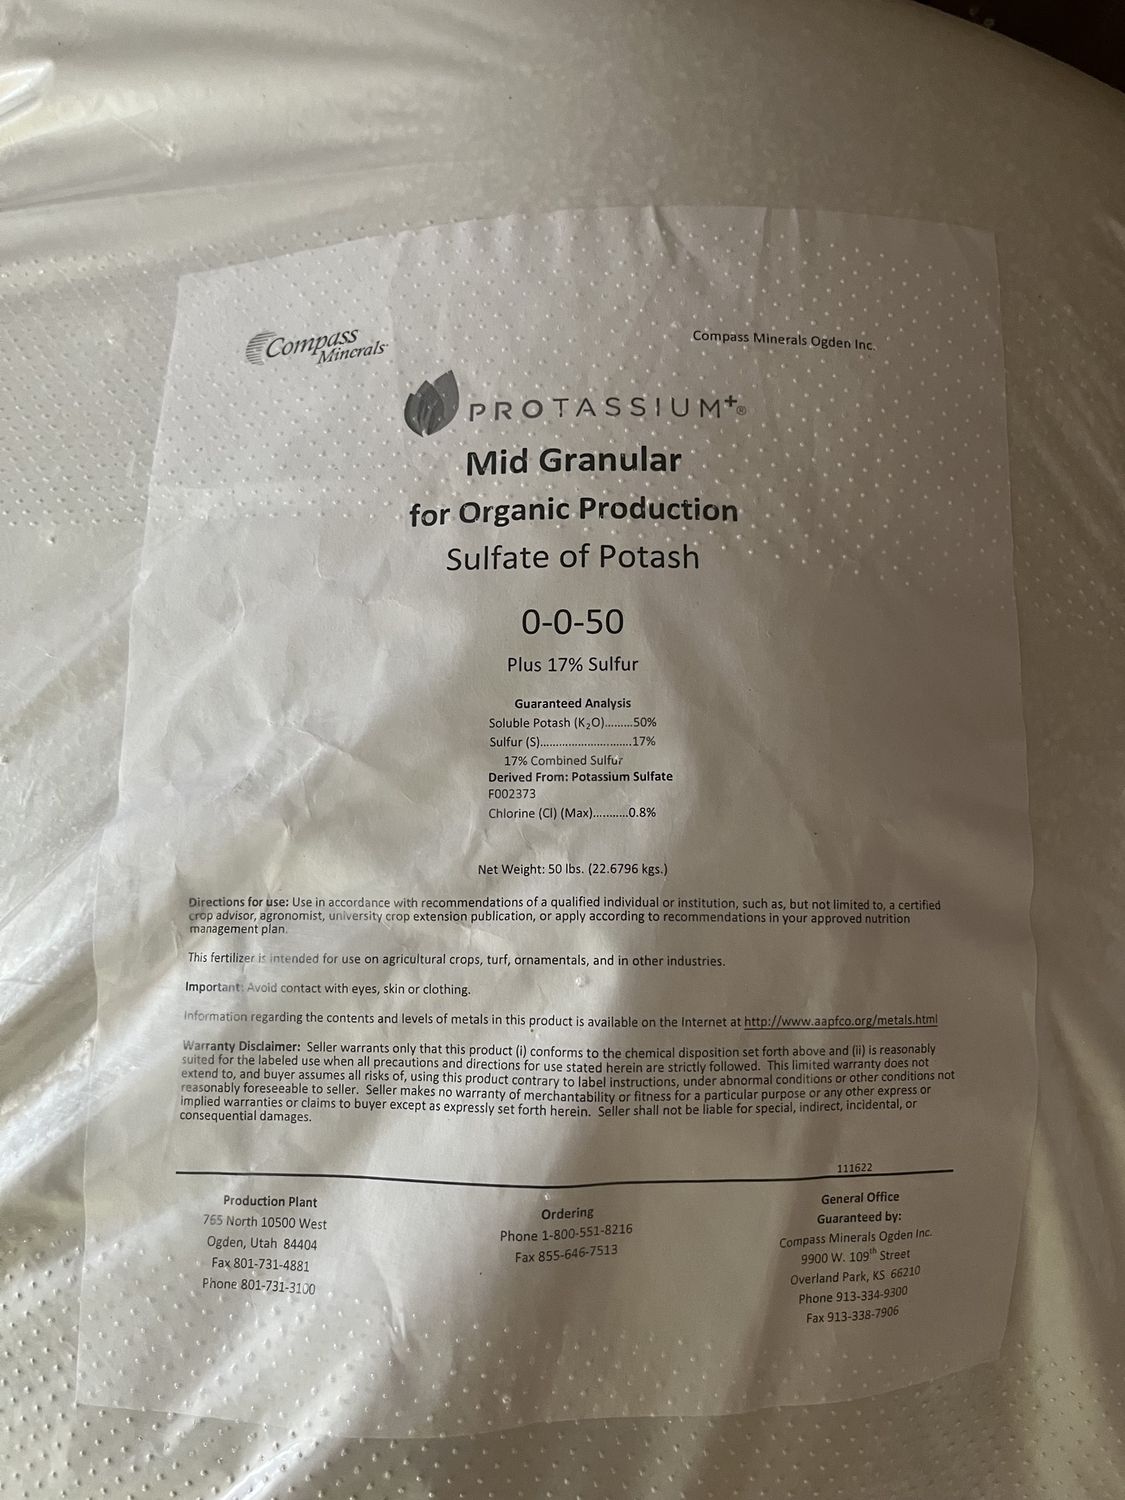 Compass
Minerals
Compass Minerals Ogden Inc.
PROTASSIUM+®
Mid Granular
for Organic Production
Sulfate of Potash
0-0-50
Plus 17% Sulfur
Guaranteed Analysis
Soluble Potash (K₂O).........50%
Sulfur (S)..............................17%
17% Combined Sulfur
Derived From: Potassium Sulfate
F002373
Chlorine (Cl) (Max)...........0.8%
Net Weight: 50 lbs. (22.6796 kgs.)
Directions for use: Use in accordance with recommendations of a qualified individual or institution, such as, but not limited to, a certified
crop advisor, agronomist, university crop extension publication, or apply according to recommendations in your approved nutrition
management plan.
This fertilizer is intended for use on agricultural crops, turf, ornamentals, and in other industries.
Important: Avoid contact with eyes, skin or clothing.
Information regarding the contents and levels of metals in this product is available on the Internet at http://www.aapfco.org/metals.html
Warranty Disclaimer: Seller warrants only that this product (i) conforms to the chemical disposition set forth above and (ii) is reasonably
suited for the labeled use when all precautions and directions for use stated herein are strictly followed. This limited warranty does not
extend to, and buyer assumes all risks of, using this product contrary to label instructions, under abnormal conditions or other conditions not
reasonably foreseeable to seller. Seller makes no warranty of merchantability or fitness for a particular purpose or any other express or
implied warranties or claims to buyer except as expressly set forth herein. Seller shall not be liable for special, indirect, incidental, or
consequential damages.
111622
Production Plant
765 North 10500 West
Ogden, Utah 84404
Fax 801-731-4881
Phone 801-731-3100
Ordering
Phone 1-800-551-8216
Fax 855-646-7513
General Office
Guaranteed by:
Compass Minerals Ogden Inc.
9900 W. 109th Street
Overland Park, KS 66210
Phone 913-334-9300
Fax 913-338-7906